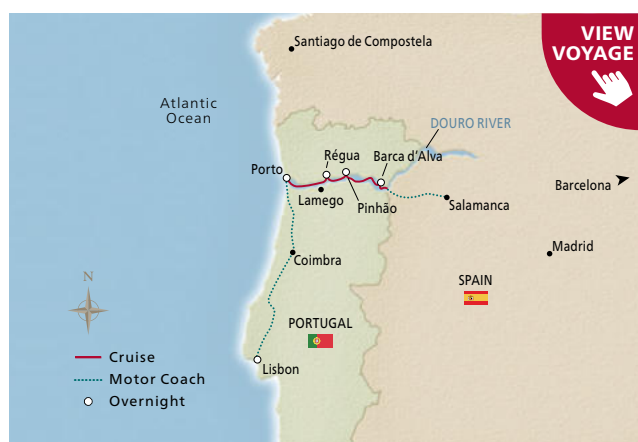 VIEW
VOYAGE
Santiago de Compostela
Atlantic
Ocean
DOURO RIVER
Régua
Barca d'Alva
Porto
Lamego
Pinhão
Salamanca
Barcelona
Coimbra
Madrid
N
SPAIN
PORTUGAL
Cruise
Motor Coach
Overnight
Lisbon